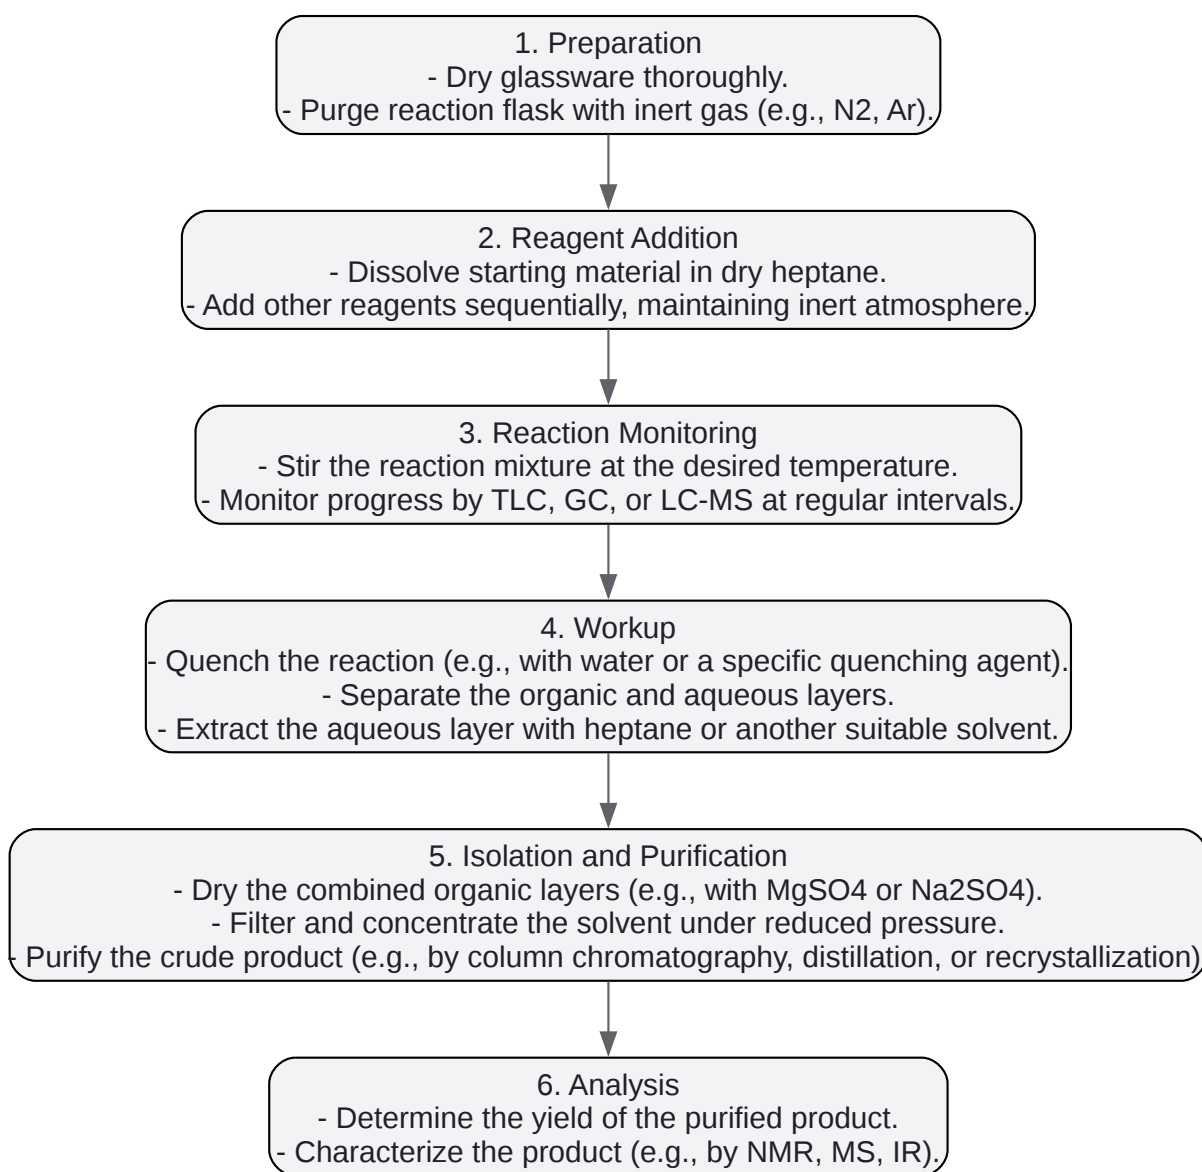 1. Preparation
- Dry glassware thoroughly.
- Purge reaction flask with inert gas (e.g., N2, Ar).
2. Reagent Addition
- Dissolve starting material in dry heptane.
- Add other reagents sequentially, maintaining inert atmosphere.
3. Reaction Monitoring
- Stir the reaction mixture at the desired temperature.
- Monitor progress by TLC, GC, or LC-MS at regular intervals.
4. Workup
- Quench the reaction (e.g., with water or a specific quenching agent).
- Separate the organic and aqueous layers.
- Extract the aqueous layer with heptane or another suitable solvent.
5. Isolation and Purification
- Dry the combined organic layers (e.g., with MgSO4 or Na2SO4).
- Filter and concentrate the solvent under reduced pressure.
- Purify the crude product (e.g., by column chromatography, distillation, or recrystallization)
6. Analysis
- Determine the yield of the purified product.
- Characterize the product (e.g., by NMR, MS, IR).